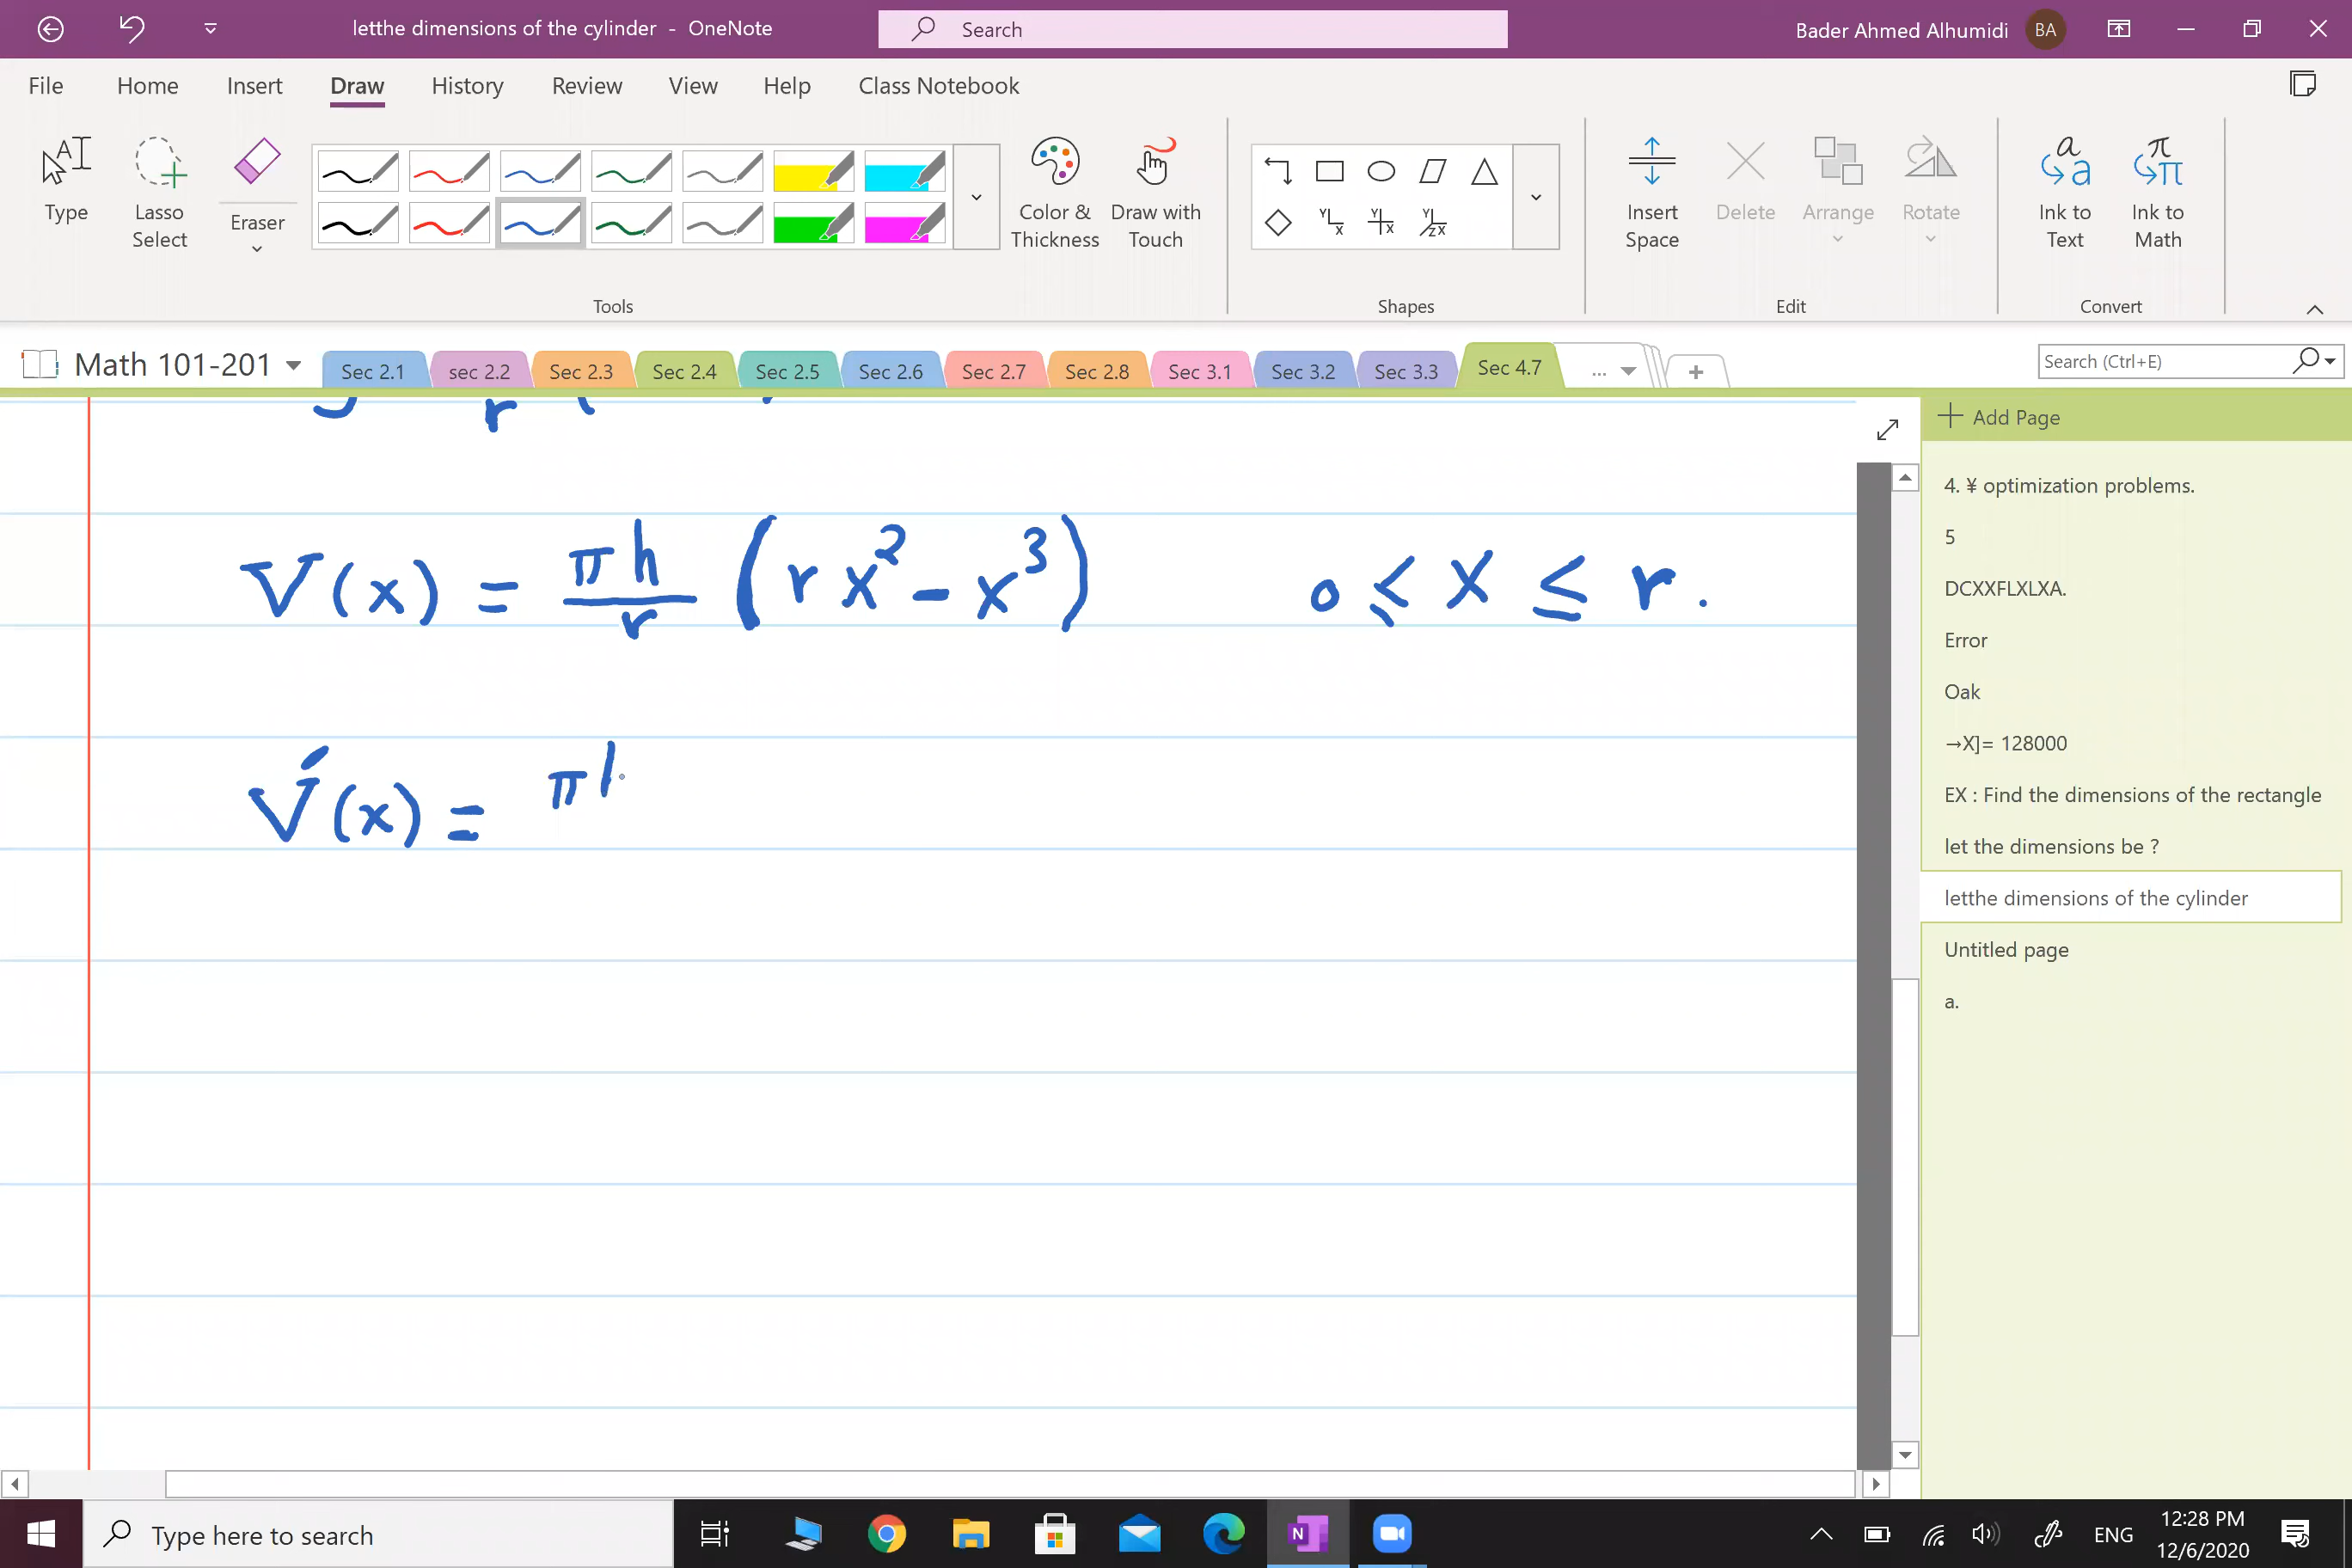 letthe dimensions of the cylinder - OneNote
Search
Bader Ahmed Alhumidi
BA
File Home Insert Draw History Review View Help Class Notebook
Type
Lasso Select
Eraser
Color & Thickness
Draw with Touch
Insert Space
Delete
Arrange
Rotate
Ink to Text
Ink to Math
Tools
Shapes
Edit
Convert
Math 101-201
Sec 2.1 sec 2.2 Sec 2.3 Sec 2.4 Sec 2.5 Sec 2.6 Sec 2.7 Sec 2.8 Sec 3.1 Sec 3.2 Sec 3.3 Sec 4.7 ... +
Search (Ctrl+E)
V(x) = πh/r (rx² - x³) 0 ≤ x ≤ r.
V́(x) = π
Add Page
4. ¥ optimization problems.
5
DCXXFLXLXA.
Error
Oak
→X]= 128000
EX : Find the dimensions of the rectangle
let the dimensions be ?
letthe dimensions of the cylinder
Untitled page
a.
Type here to search
ENG
12:28 PM
12/6/2020